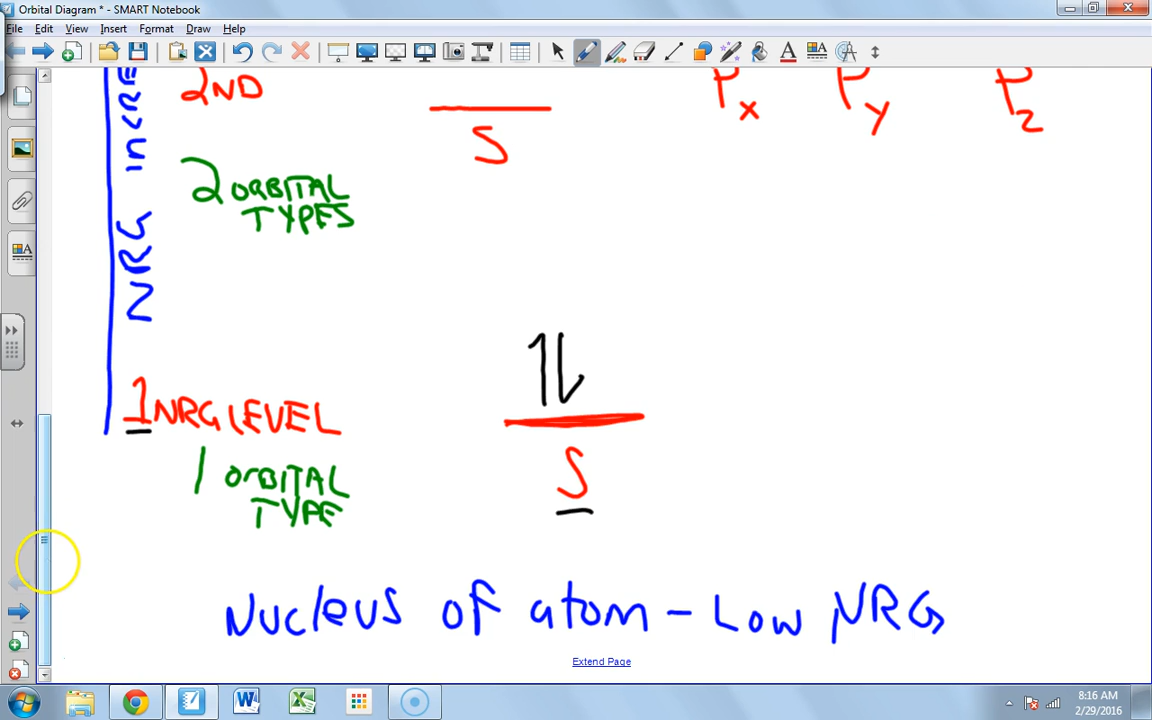 Orbital Diagram * - SMART Notebook
File Edit View Insert Format Draw Help
NRG incre
2ND
S
Px Py Pz
2 ORBITAL
TYPES
1 NRG LEVEL
1 OrBITAL
TYPE
S
Nucleus of atom - Low NRG
Extend Page
8:16 AM
2/29/2016